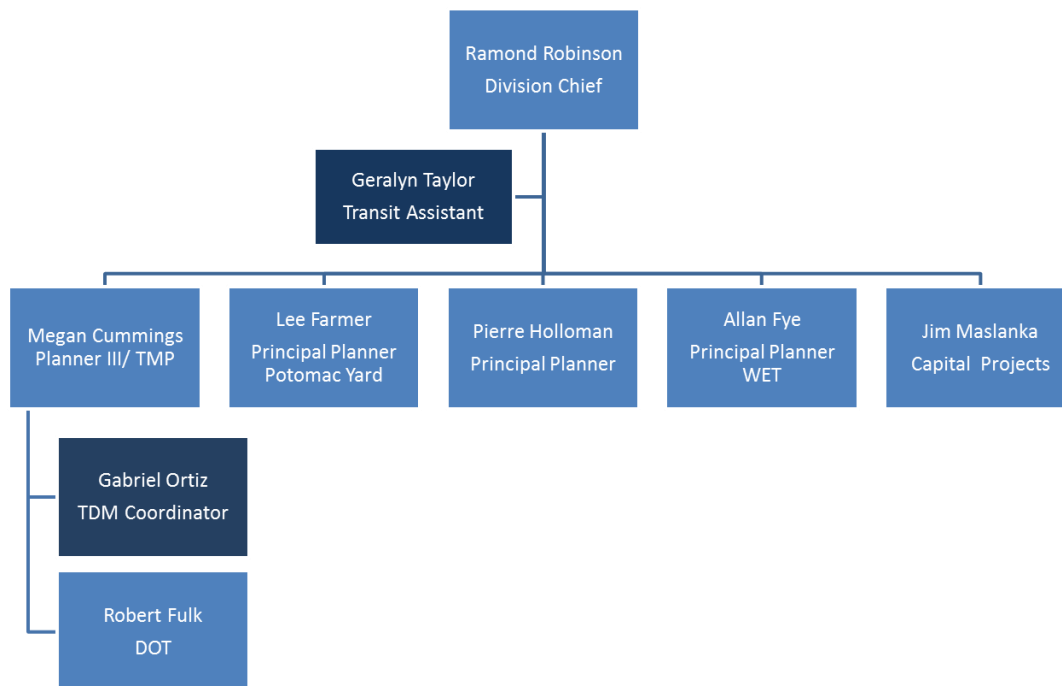 Ramond Robinson
Division Chief
Geralyn Taylor
Transit Assistant
Megan Cummings
Planner III/ TMP
Lee Farmer
Principal Planner
Potomac Yard
Pierre Holloman
Principal Planner
Allan Fye
Principal Planner
WET
Jim Maslanka
Capital Projects
Gabriel Ortiz
TDM Coordinator
Robert Fulk
DOT